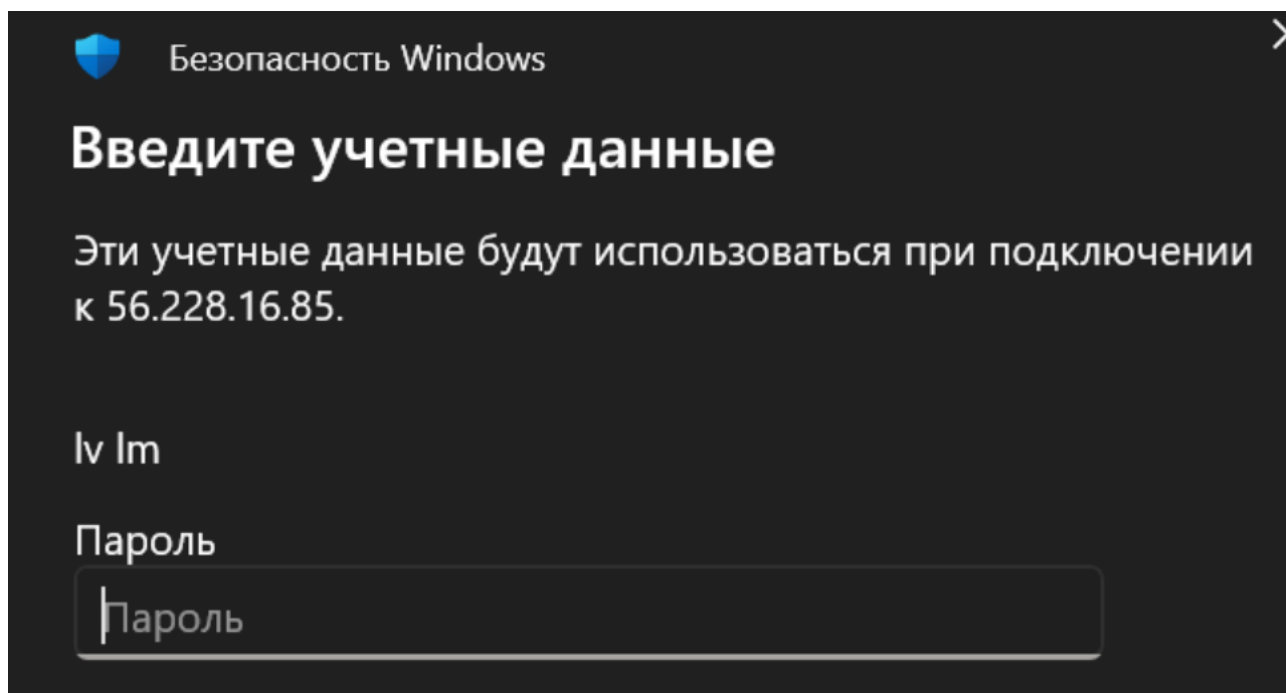 Безопасность Windows
Введите учетные данные
Эти учетные данные будут использоваться при подключении
к 56.228.16.85.
lv lm
Пароль
Пароль